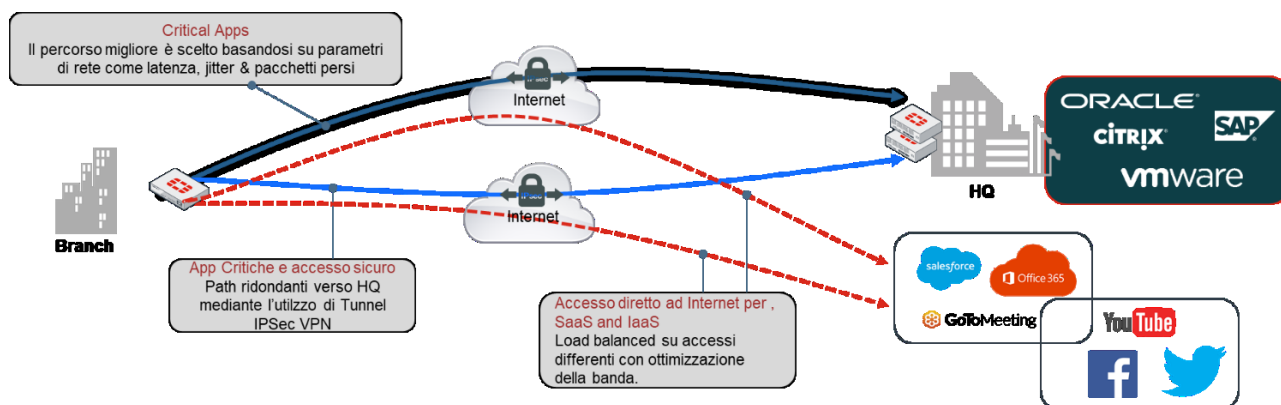 Critical Apps
Il percorso migliore è scelto basandosi su parametri
di rete come latenza, jitter & pacchetti persi
Internet
ORACLE®
CİTRIX®
SAP
vmware
HQ
Internet
Branch
App Critiche e accesso sicuro
Path ridondanti verso HQ
mediante l'utilzzo di Tunnel
IPSec VPN
Accesso diretto ad Internet per ,
SaaS and IaaS
Load balanced su accessi
differenti con ottimizzazione
della banda.
salesforce
Office 365
GoToMeeting
YouTube